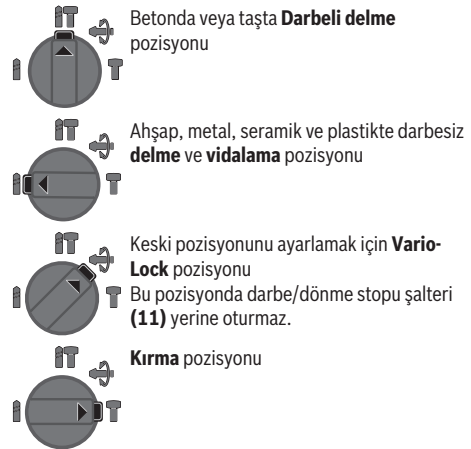 Betonda veya taşta Darbeli delme
pozisyonu
Ahşap, metal, seramik ve plastikte darbesiz
delme ve vidalama pozisyonu
Keski pozisyonunu ayarlamak için Vario-
Lock pozisyonu
Bu pozisyonda darbe/dönme stopu şalteri
(11) yerine oturmaz.
Kırma pozisyonu